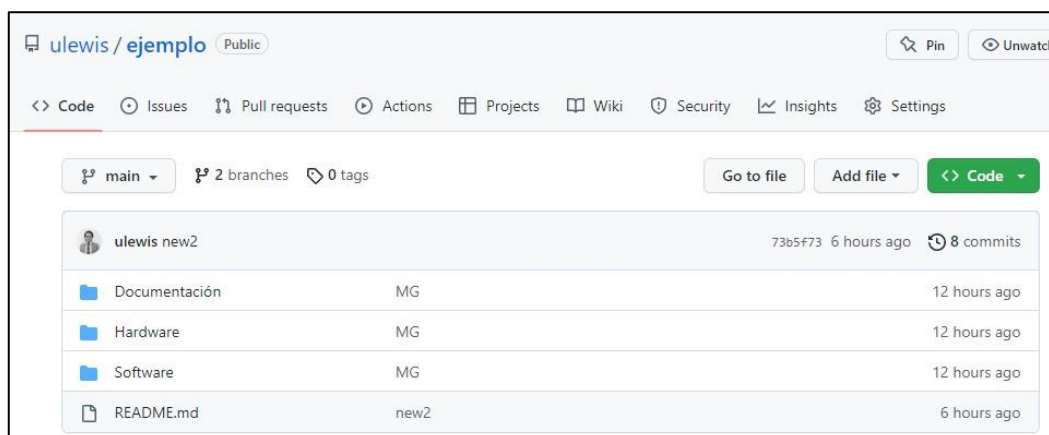 ulewis / ejemplo Public Pin Unwatc
<> Code Issues Pull requests Actions Projects Wiki Security Insights Settings
main 2 branches 0 tags Go to file Add file <> Code
ulewis new2 73b5f73 6 hours ago 8 commits
Documentación MG 12 hours ago
Hardware MG 12 hours ago
Software MG 12 hours ago
README.md new2 6 hours ago